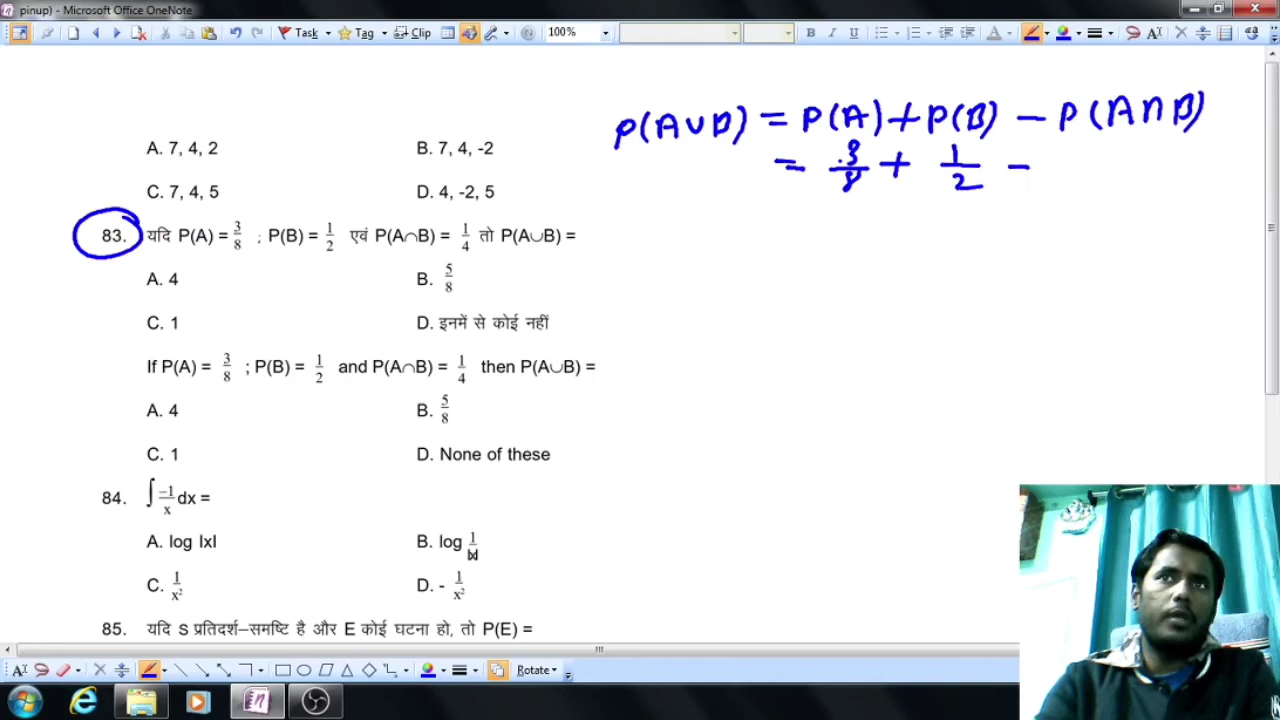 pinup) - Microsoft Office OneNote
Task Tag Clip 100% B I U
P(A∪B) = P(A) + P(B) - P(A∩B)
= 3/8 + 1/2 -
A. 7, 4, 2 B. 7, 4, -2
C. 7, 4, 5 D. 4, -2, 5
83. यदि P(A) = 3/8 ; P(B) = 1/2 एवं P(A∩B) = 1/4 तो P(A∪B) =
A. 4 B. 5/8
C. 1 D. इनमें से कोई नहीं
If P(A) = 3/8 ; P(B) = 1/2 and P(A∩B) = 1/4 then P(A∪B) =
A. 4 B. 5/8
C. 1 D. None of these
84. ∫ -1/x dx =
A. log |x| B. log 1/|x|
C. 1/x² D. - 1/x²
85. यदि S प्रतिदर्श–समष्टि है और E कोई घटना हो, तो P(E) =
Rotate